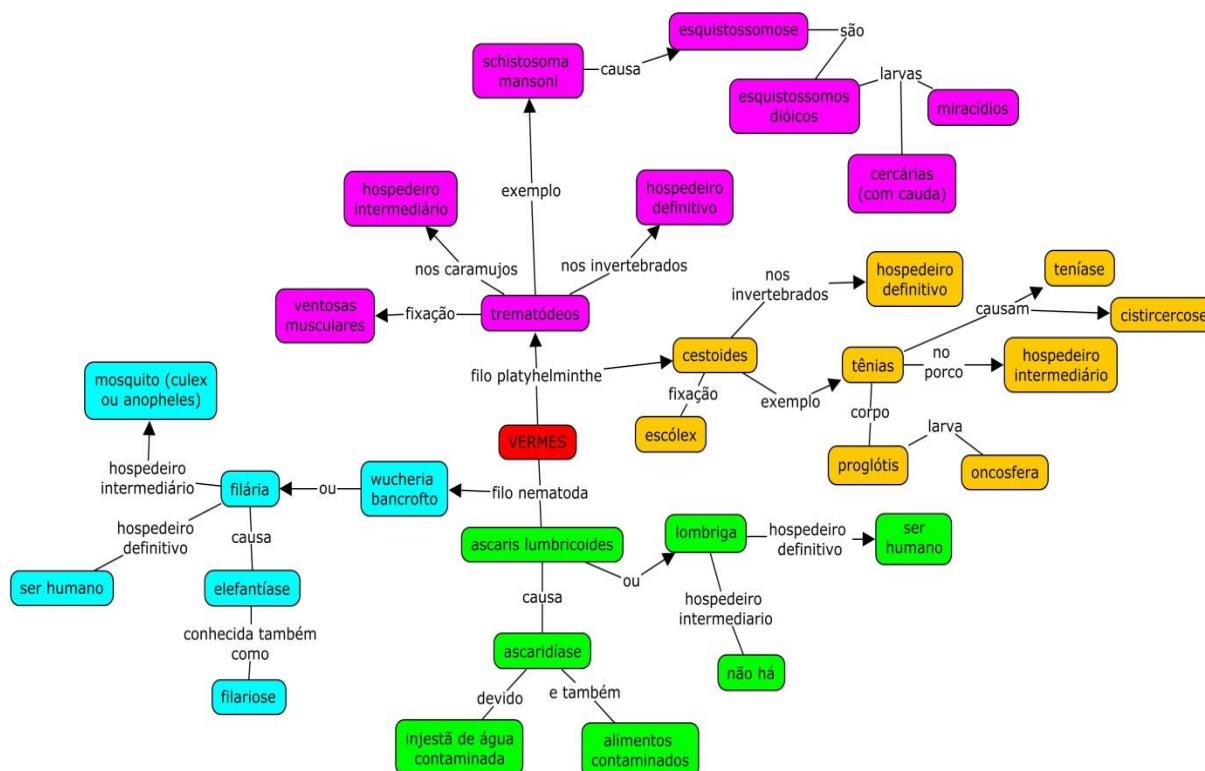 esquistossomose
são
schistosoma
mansoni
causa
larvas
esquistossomos
dióicos
miracídios
cercárias
(com cauda)
hospedeiro
intermediário
exemplo
hospedeiro
definitivo
nos caramujos
nos invertebrados
ventosas
musculares
fixação
trematódeos
nos
invertebrados
hospedeiro
definitivo
teníase
causam
cistircercose
filo platyhelminthe
cestoides
tênias
no
porco
hospedeiro
intermediário
fixação
exemplo
corpo
escólex
larva
proglótis
oncosfera
mosquito (culex
ou anopheles)
VERMES
hospedeiro
intermediário
filária
ou
wucheria
bancrofto
filo nematoda
hospedeiro
definitivo
causa
ser humano
elefantíase
conhecida também
como
filariose
ascaris lumbricoides
ou
lombriga
hospedeiro
definitivo
ser
humano
causa
hospedeiro
intermediario
ascaridíase
não há
devido
e também
injestã de água
contaminada
alimentos
contaminados